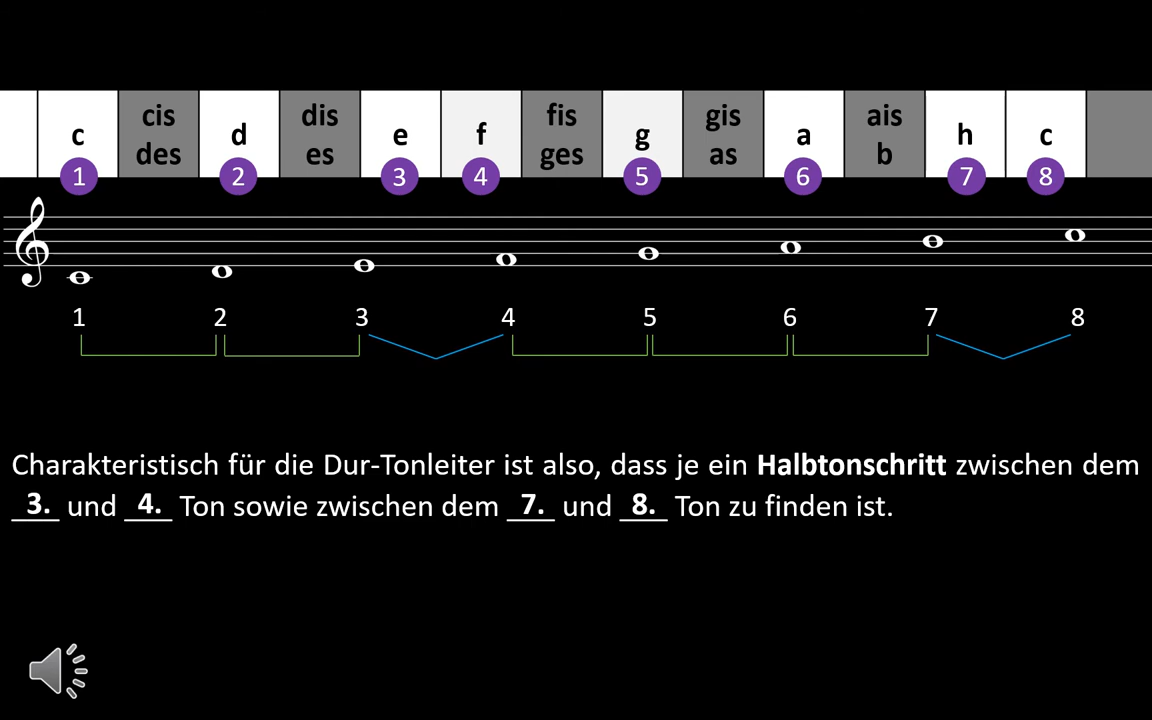 cis dis fis gis ais
c d e f g a h c
des es ges as b
1 2 3 4 5 6 7 8
1 2 3 4 5 6 7 8
Charakteristisch für die Dur-Tonleiter ist also, dass je ein Halbtonschritt zwischen dem
3. und 4. Ton sowie zwischen dem 7. und 8. Ton zu finden ist.